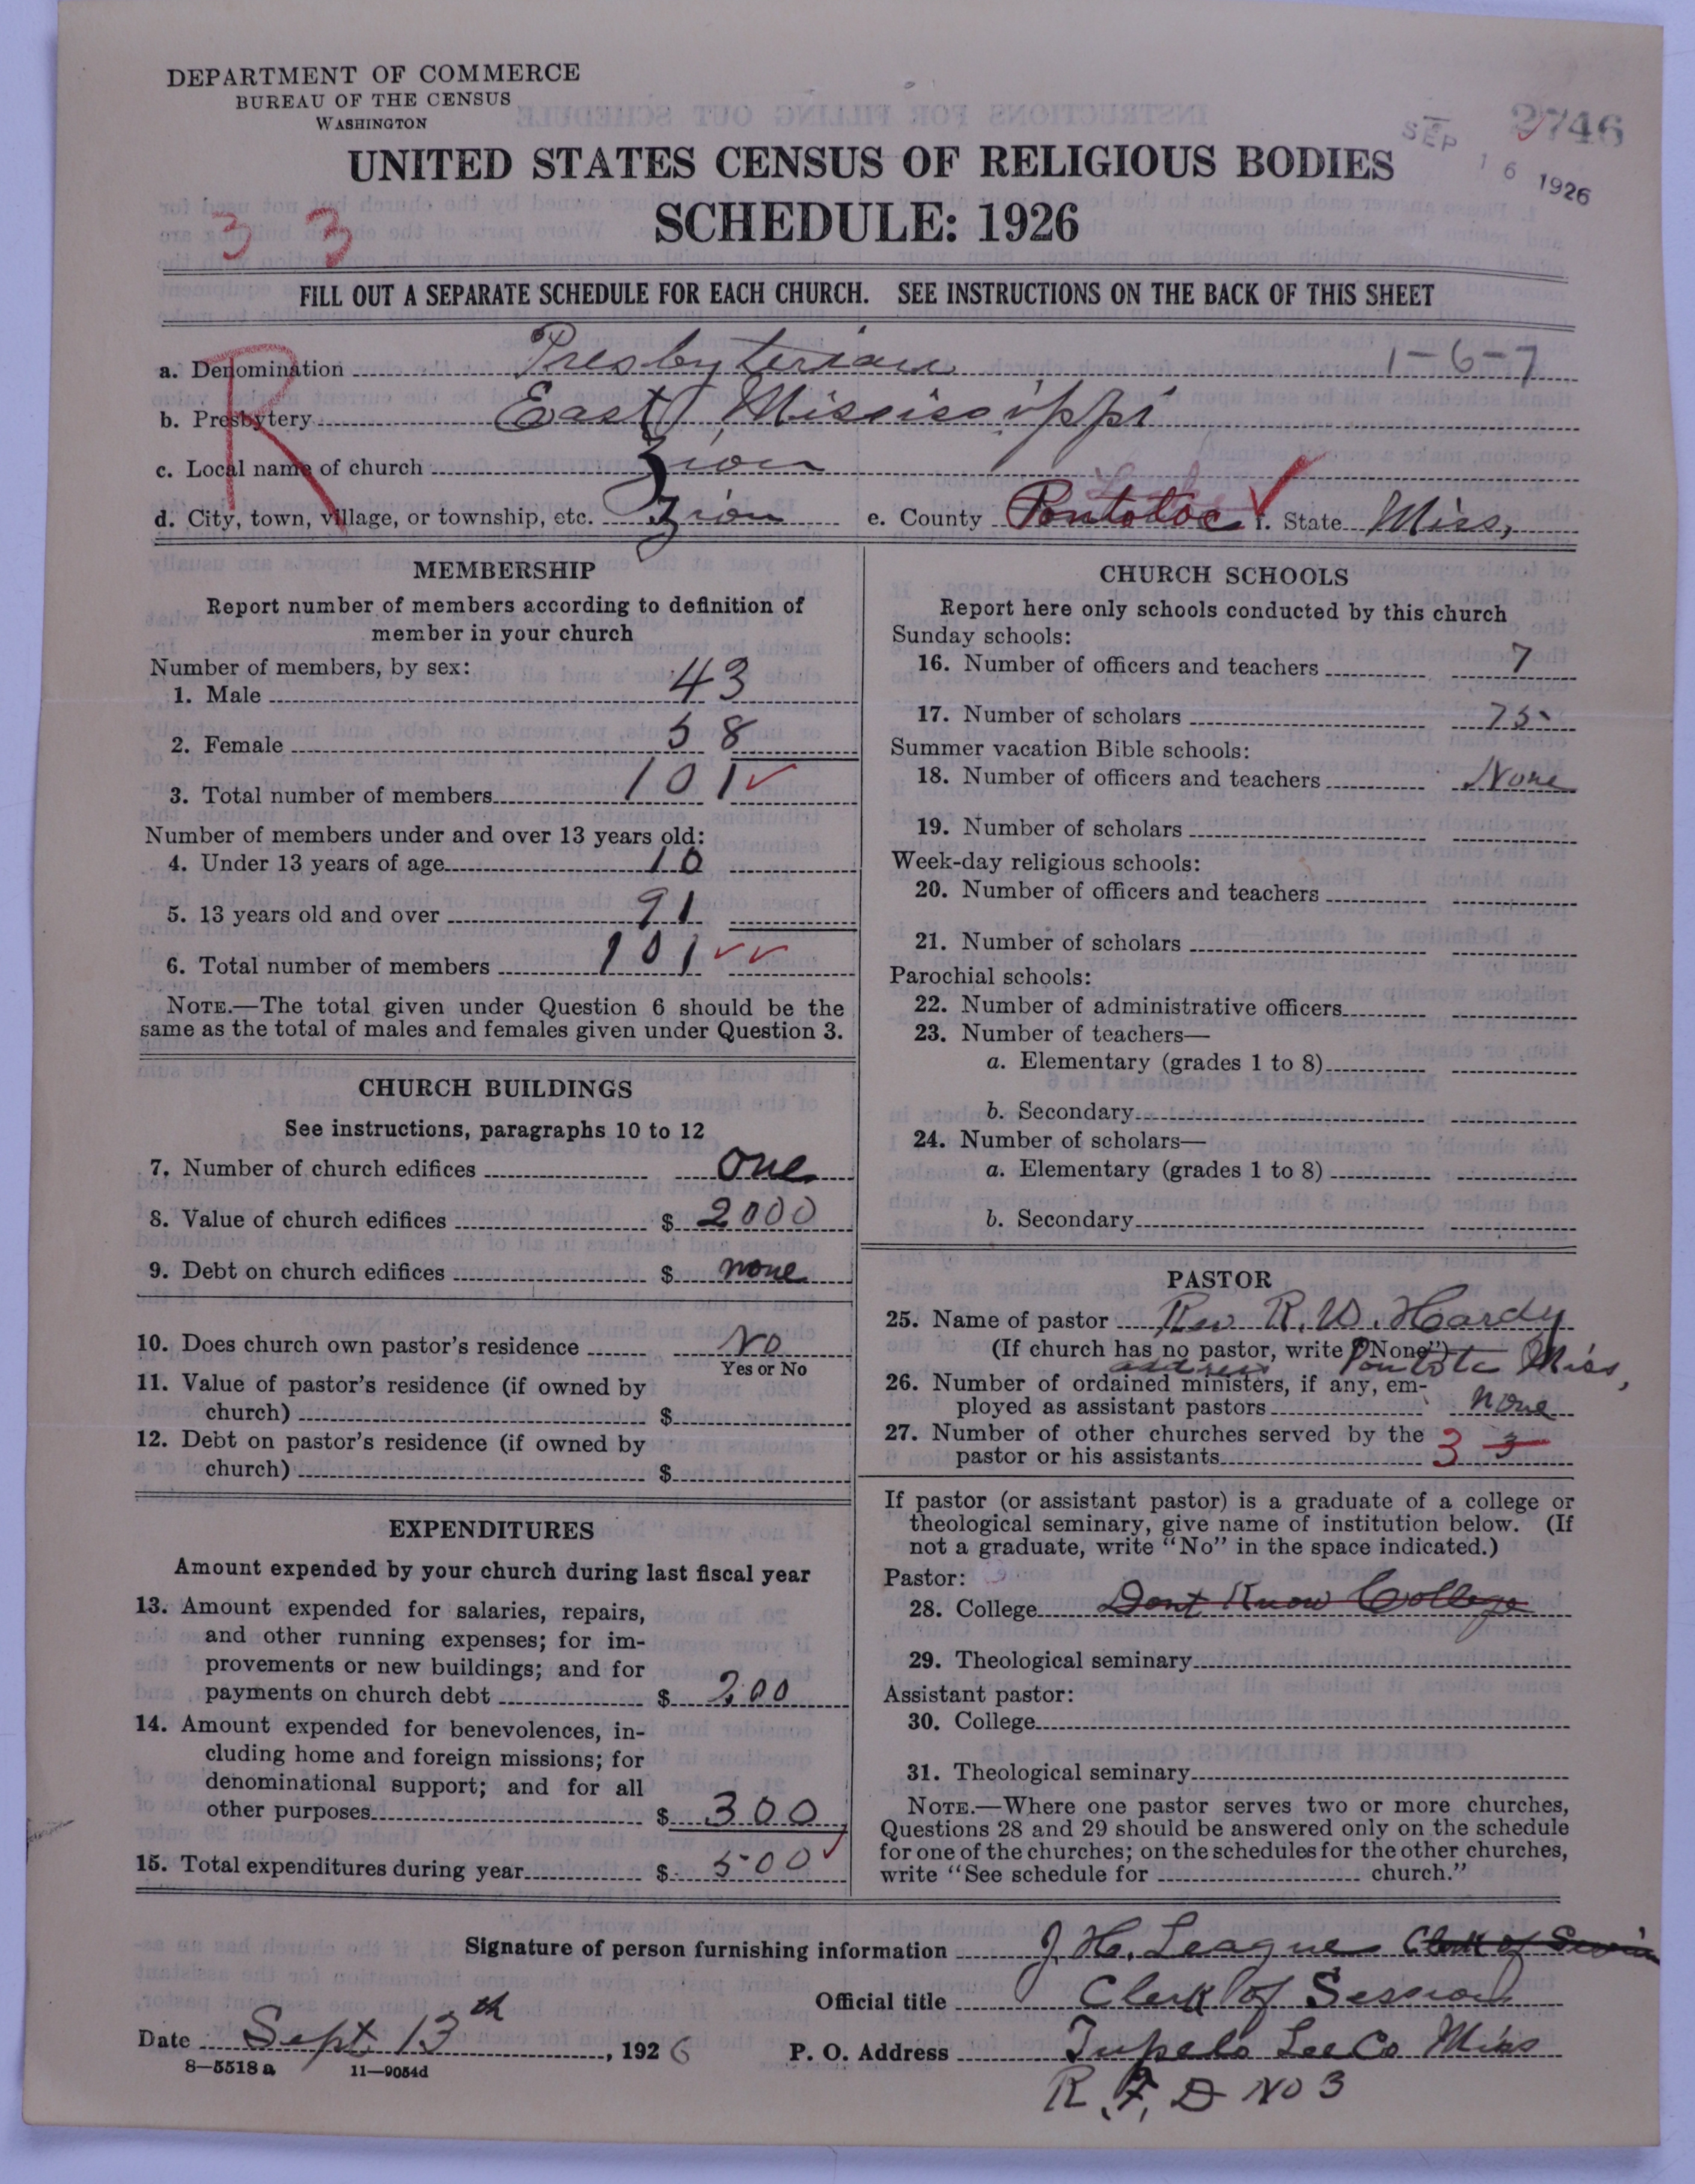 DEPARTMENT OF COMMERCE
BUREAU OF THE CENSUS
WASHINGTON
2746
SEP 16 1926
UNITED STATES CENSUS OF RELIGIOUS BODIES
SCHEDULE: 1926
3 3
FILL OUT A SEPARATE SCHEDULE FOR EACH CHURCH. SEE INSTRUCTIONS ON THE BACK OF THIS SHEET
R
a. Denomination Presbyterian 1-6-7
b. Presbytery East Mississippi
c. Local name of church Zion
d. City, town, village, or township, etc. Zion e. County Pontotoc f. State Miss,
MEMBERSHIP
Report number of members according to definition of
member in your church
Number of members, by sex:
1. Male 43
2. Female 58
3. Total number of members 101
Number of members under and over 13 years old:
4. Under 13 years of age 10
5. 13 years old and over 91
6. Total number of members 101
NOTE.—The total given under Question 6 should be the
same as the total of males and females given under Question 3.
CHURCH BUILDINGS
See instructions, paragraphs 10 to 12
7. Number of church edifices one
8. Value of church edifices $ 2000
9. Debt on church edifices $ none
10. Does church own pastor's residence No
Yes or No
11. Value of pastor's residence (if owned by
church) $
12. Debt on pastor's residence (if owned by
church) $
EXPENDITURES
Amount expended by your church during last fiscal year
13. Amount expended for salaries, repairs,
and other running expenses; for im-
provements or new buildings; and for
payments on church debt $ 200
14. Amount expended for benevolences, in-
cluding home and foreign missions; for
denominational support; and for all
other purposes $ 300
15. Total expenditures during year $ 500
CHURCH SCHOOLS
Report here only schools conducted by this church
Sunday schools:
16. Number of officers and teachers 7
17. Number of scholars 75
Summer vacation Bible schools:
18. Number of officers and teachers None
19. Number of scholars
Week-day religious schools:
20. Number of officers and teachers
21. Number of scholars
Parochial schools:
22. Number of administrative officers
23. Number of teachers—
a. Elementary (grades 1 to 8)
b. Secondary
24. Number of scholars—
a. Elementary (grades 1 to 8)
b. Secondary
PASTOR
25. Name of pastor Rev R. W. Hardy
(If church has no pastor, write "None")
address Pontotc Miss,
26. Number of ordained ministers, if any, em-
ployed as assistant pastors none
27. Number of other churches served by the
pastor or his assistants 3 3
If pastor (or assistant pastor) is a graduate of a college or
theological seminary, give name of institution below. (If
not a graduate, write "No" in the space indicated.)
Pastor:
28. College Dont Know College
29. Theological seminary
Assistant pastor:
30. College
31. Theological seminary
NOTE.—Where one pastor serves two or more churches,
Questions 28 and 29 should be answered only on the schedule
for one of the churches; on the schedules for the other churches,
write "See schedule for church."
Signature of person furnishing information J. H. League Clerk of Session
Official title Clerk of Session
Date Sept 13th, 1926 P. O. Address Tupelo Lee Co Miss
8—5518a 11—9054d
R. F. D No 3